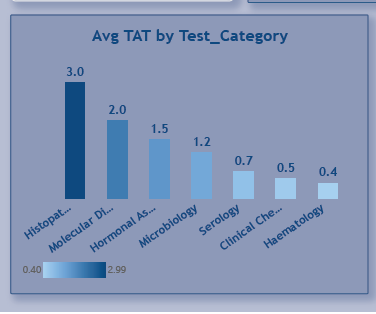 Avg TAT by Test_Category
3.0
2.0
1.5
1.2
0.7
0.5
0.4
Histopat...
Molecular Di...
Hormonal As...
Microbiology
Serology
Clinical Che...
Haematology
0.40 2.99